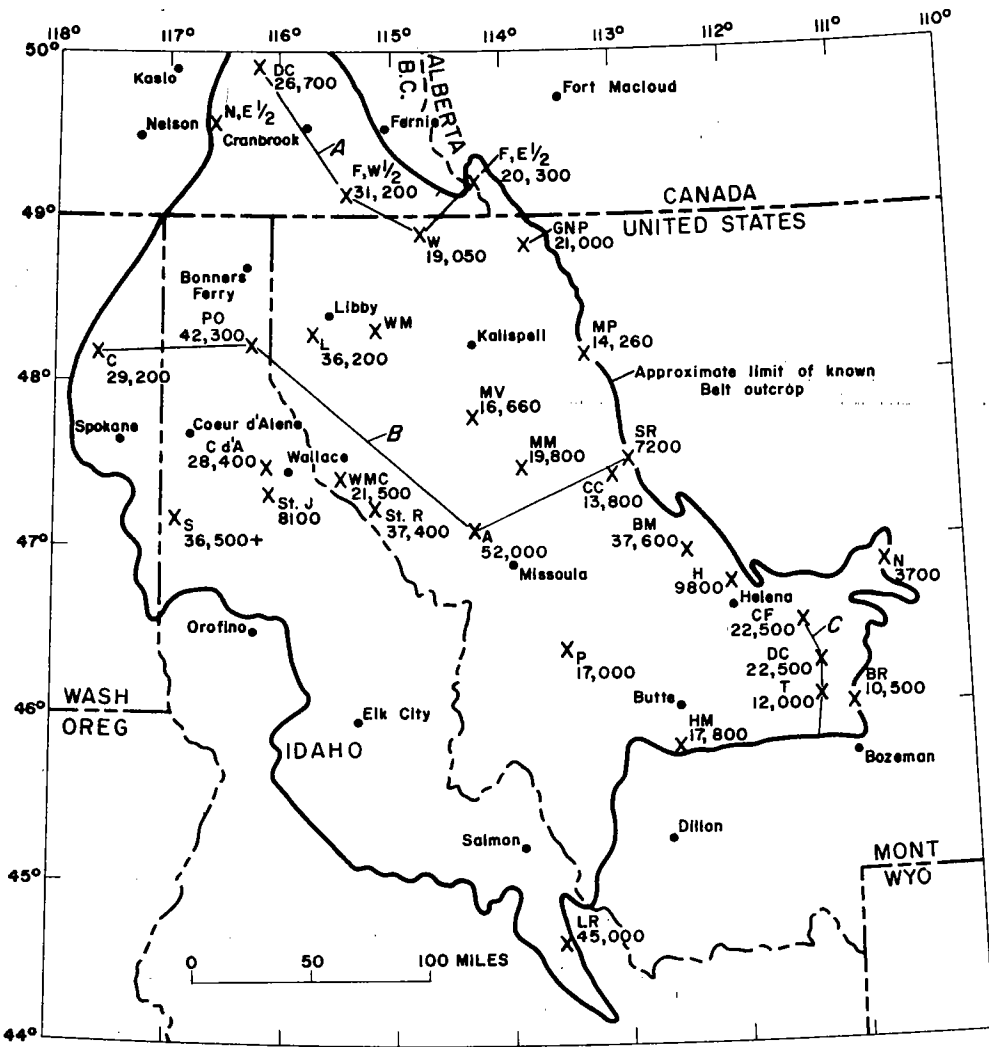 118° 117° 116° 115° 114° 113° 112° 111° 110°
50°
Kaslo
DC
26,700
ALBERTA
B.C.
Fort Macloud
Nelson
N, E 1/2
Cranbrook
A
Fernie
F, W 1/2
31,200
F, E 1/2
20,300
49°
CANADA
UNITED STATES
W
19,050
GNP
21,000
Bonners
Ferry
PO
42,300
Libby
WM
L
36,200
Kalispell
MP
14,260
C
29,200
48°
Approximate limit of known
Belt outcrop
MV
16,660
Spokane
Coeur d'Alene
B
C d'A
28,400
Wallace
MM
19,800
SR
7200
WMC
21,500
CC
13,800
St. J
8100
St. R
37,400
S
36,500+
47°
A
52,000
Missoula
BM
37,600
N
3700
H
9800
Helena
CF
22,500
C
Orofino
P
17,000
DC
22,500
T
12,000
BR
10,500
WASH
OREG
46°
Elk City
Butte
HM
17,800
IDAHO
Bozeman
Salmon
Dillon
45°
MONT
WYO
LR
45,000
0 50 100 MILES
44°